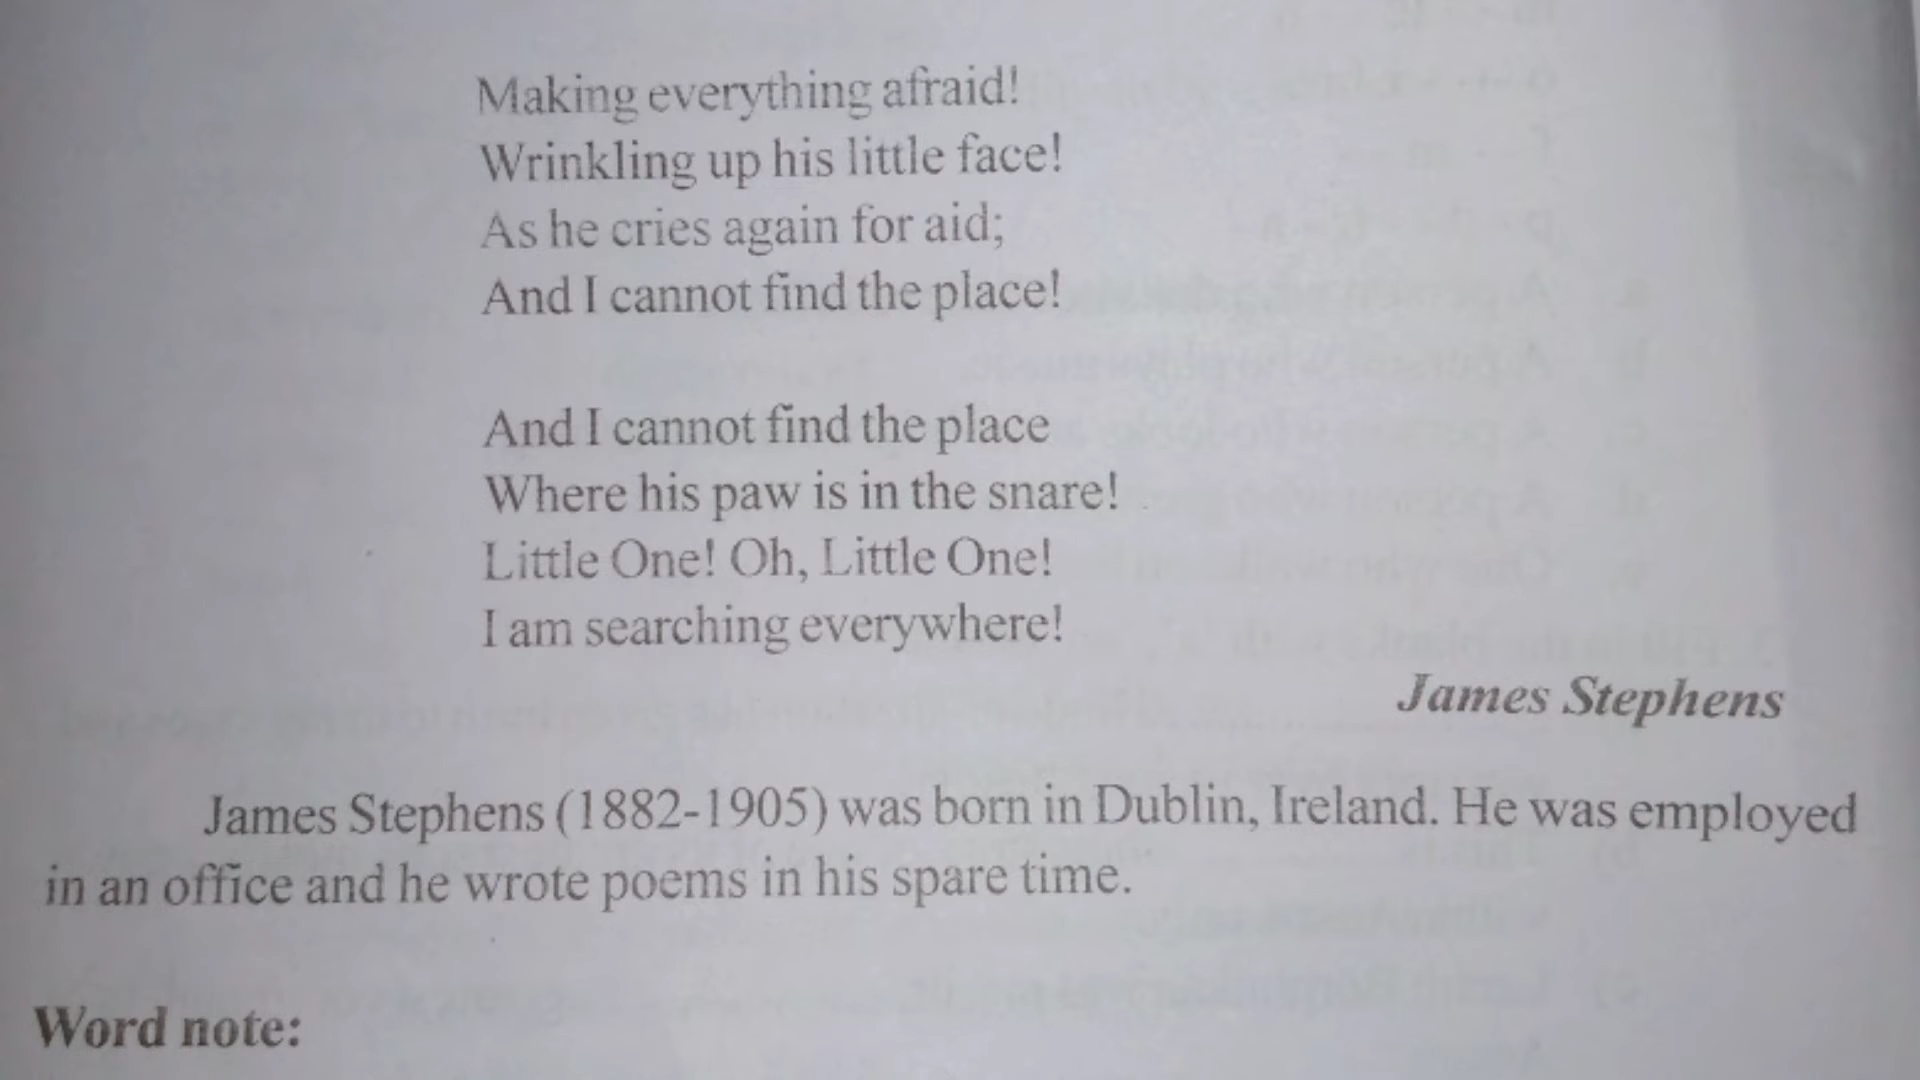 Making everything afraid!
Wrinkling up his little face!
As he cries again for aid;
And I cannot find the place!
And I cannot find the place
Where his paw is in the snare!
Little One! Oh, Little One!
I am searching everywhere!
James Stephens
James Stephens (1882-1905) was born in Dublin, Ireland. He was employed
in an office and he wrote poems in his spare time.
Word note: